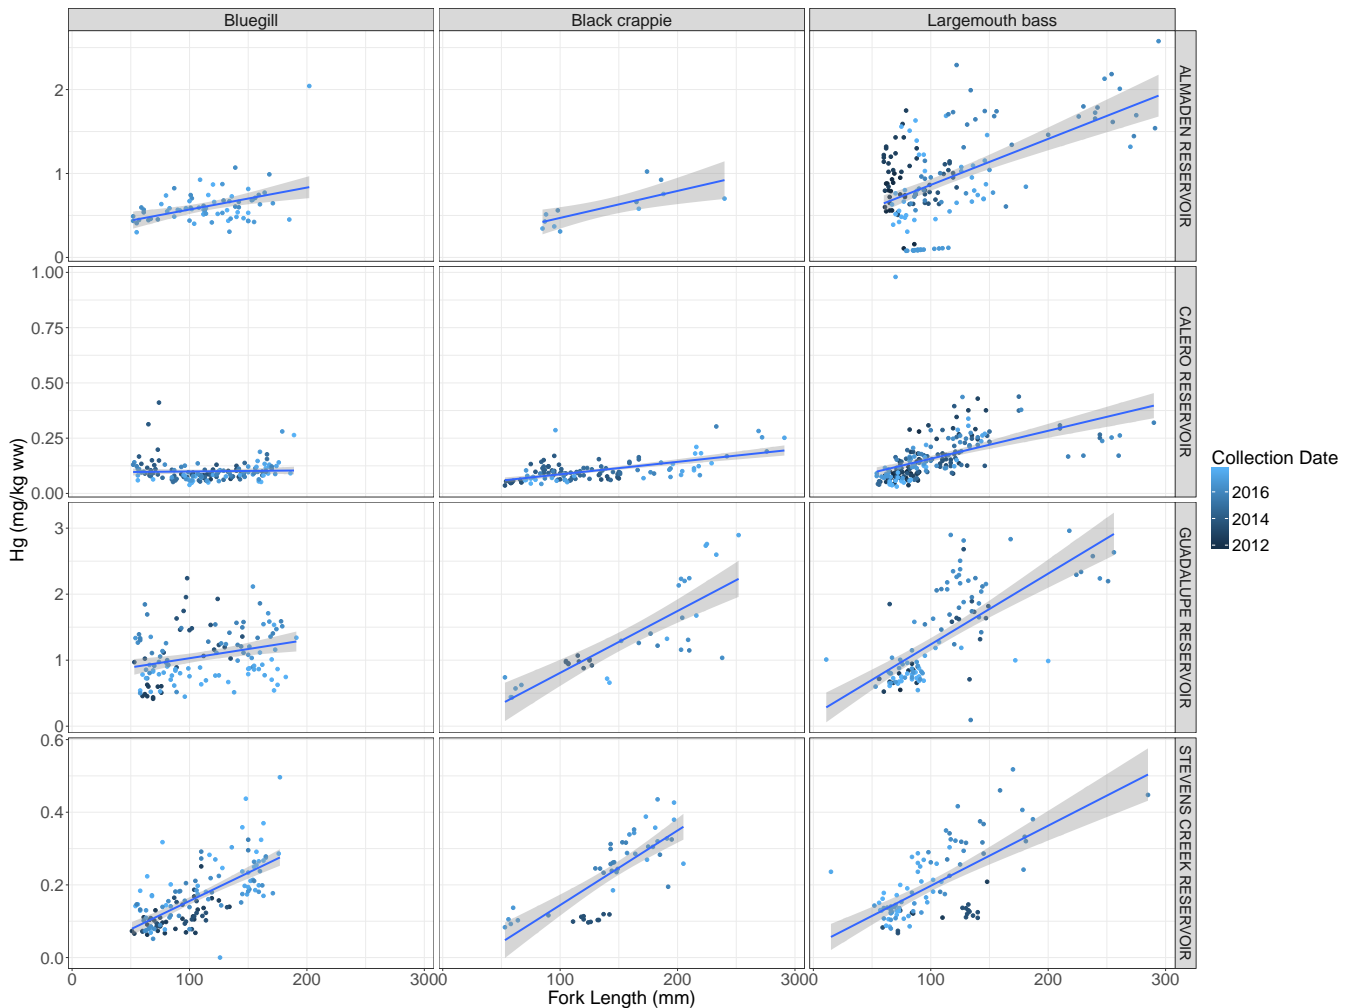 Bluegill
Black crappie
Largemouth bass
Hg (mg/kg ww)
2
1
0
ALMADEN RESERVOIR
1.00
0.75
0.50
0.25
0.00
CALERO RESERVOIR
3
2
1
0
GUADALUPE RESERVOIR
0.6
0.4
0.2
0.0
STEVENS CREEK RESERVOIR
0 100 200 300 0 100 200 300 0 100 200 300
Fork Length (mm)
Collection Date
2016
2014
2012